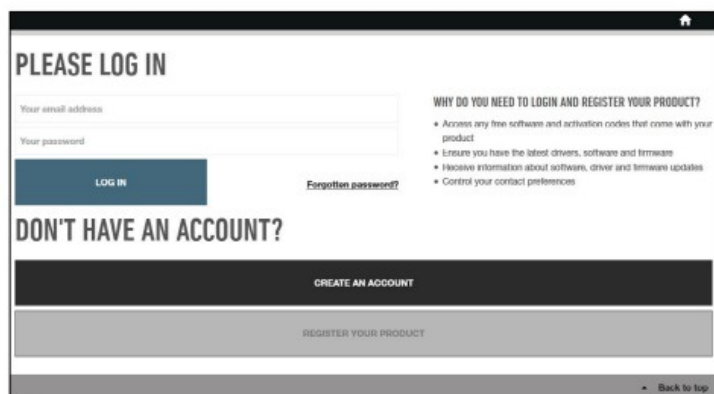 PLEASE LOG IN
Your email address
Your password
LOG IN
Forgotten password?
WHY DO YOU NEED TO LOGIN AND REGISTER YOUR PRODUCT?
Access any free software and activation codes that come with your
product
Ensure you have the latest drivers, software and firmware
Receive information about software, driver and firmware updates
Control your contact preferences
DON'T HAVE AN ACCOUNT?
CREATE AN ACCOUNT
REGISTER YOUR PRODUCT
Back to top